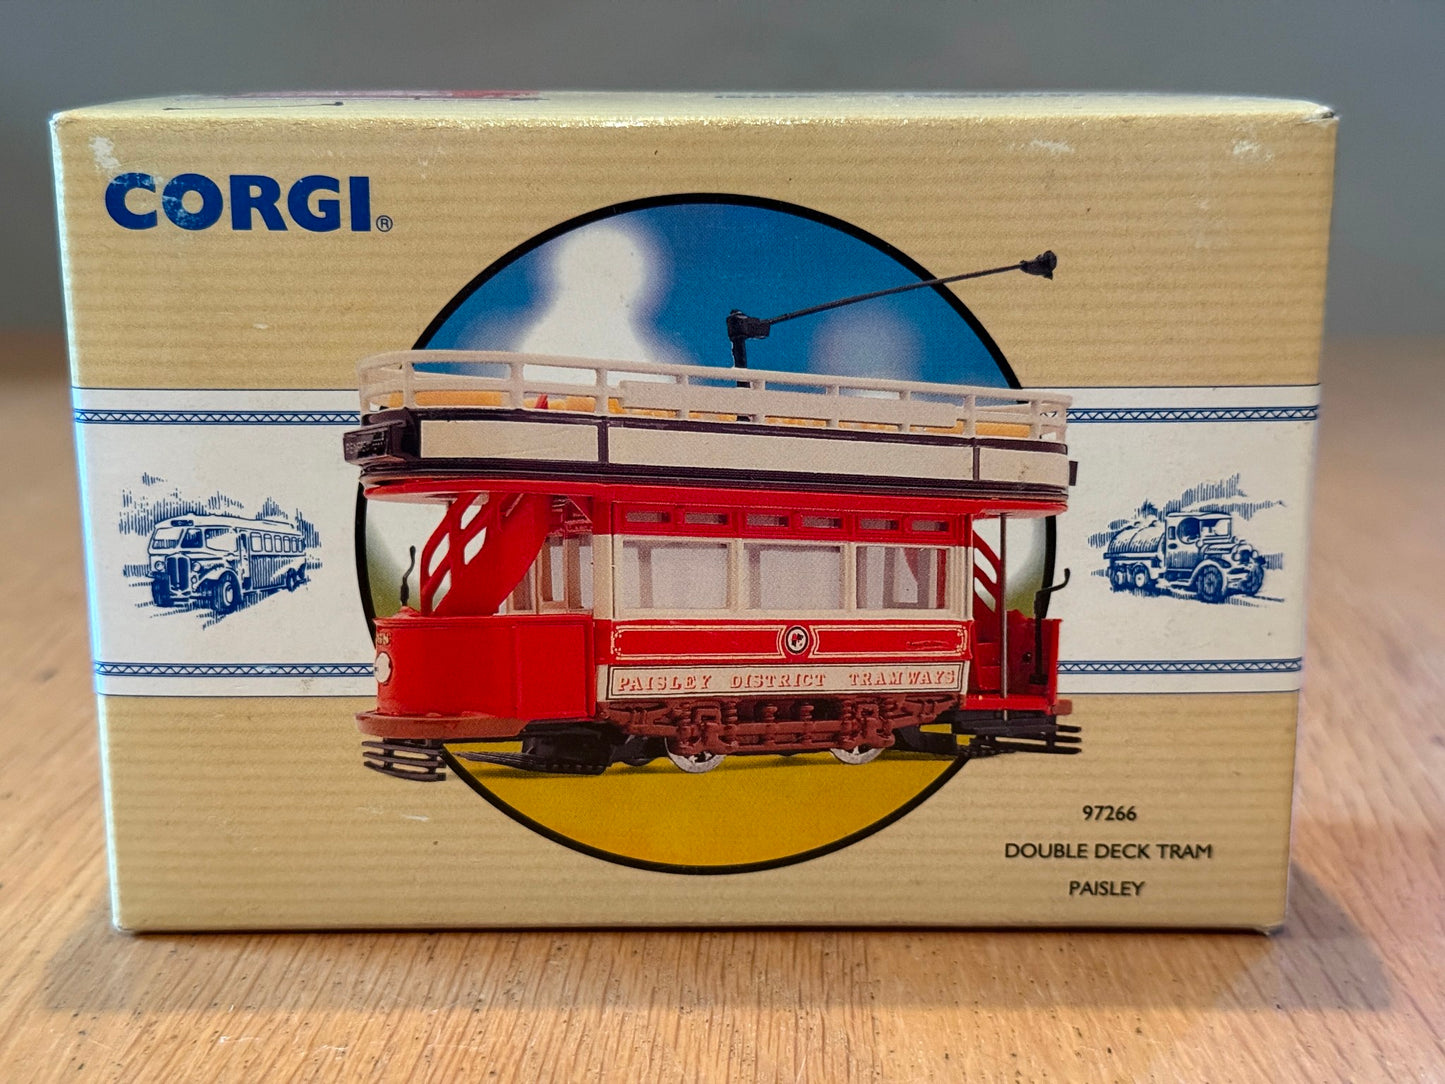 CORGI®
PAISLEY DISTRICT TRAMWAYS
97266
DOUBLE DECK TRAM
PAISLEY